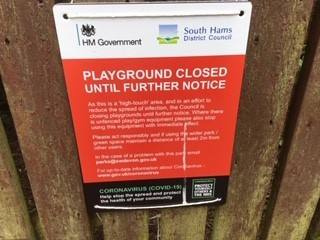 HM Government
South Hams
District Council
PLAYGROUND CLOSED
UNTIL FURTHER NOTICE
As this is a 'high-touch' area, and in an effort to
reduce the spread of infection, the Council is
closing playgrounds until further notice. Where there
is unfenced play/gym equipment please also stop
using this equipment with immediate effect.
Please act responsibly and if using the wider park /
green space maintain a distance of at least 2m from
other users.
In the case of a problem with this park email
parks@swdevon.gov.uk
For up-to-date information about Coronavirus -
www.gov.uk/coronavirus
CORONAVIRUS (COVID-19)
Help stop the spread and protect
the health of your community
PROTECT
YOURSELF
OTHERS &
THE NHS